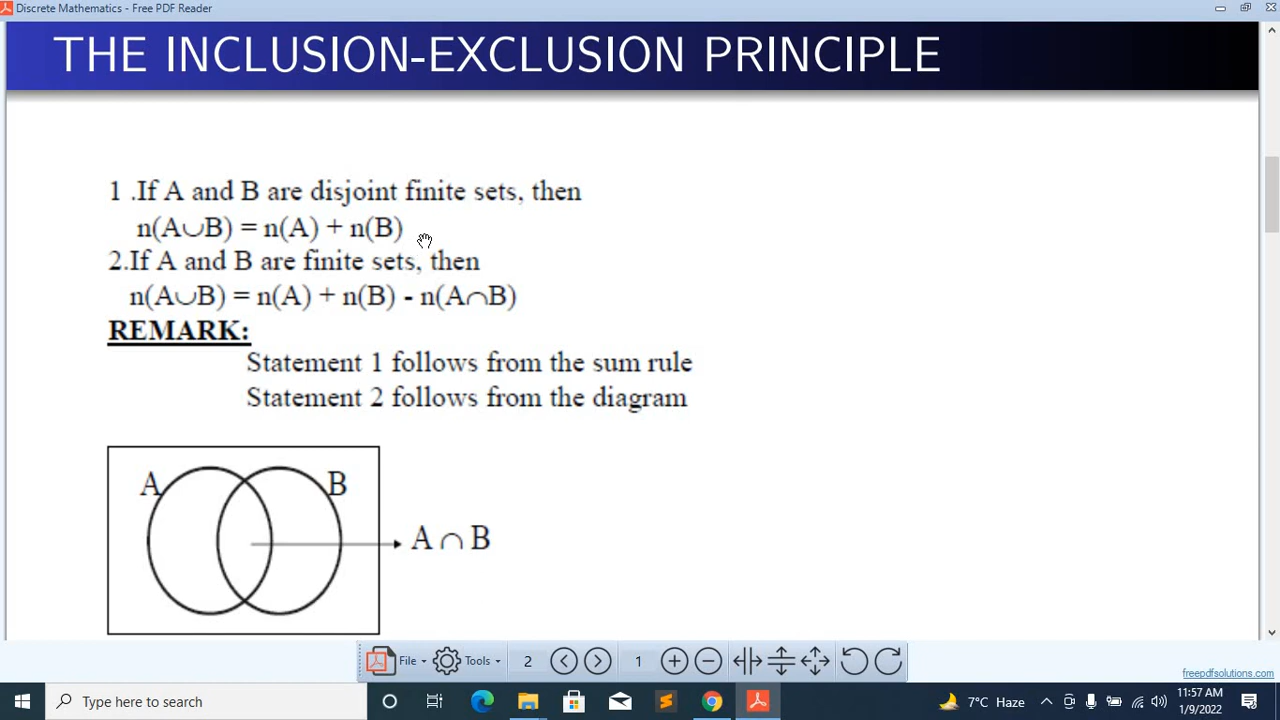 Discrete Mathematics - Free PDF Reader
THE INCLUSION-EXCLUSION PRINCIPLE
1 .If A and B are disjoint finite sets, then
n(A∪B) = n(A) + n(B)
2.If A and B are finite sets, then
n(A∪B) = n(A) + n(B) - n(A∩B)
REMARK:
Statement 1 follows from the sum rule
Statement 2 follows from the diagram
A B
A ∩ B
File Tools 2 1
freepdfsolutions.com
Type here to search
7°C Haze
11:57 AM
1/9/2022